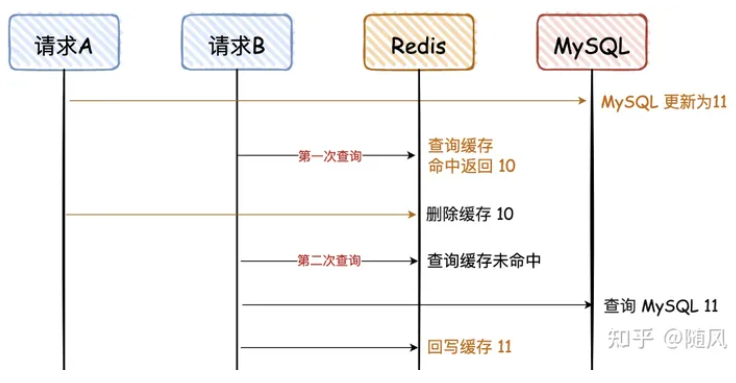 请求A
请求B
Redis
MySQL
MySQL 更新为11
第一次查询
查询缓存
命中返回 10
删除缓存 10
第二次查询
查询缓存未命中
查询 MySQL 11
回写缓存 11
知乎 @随风